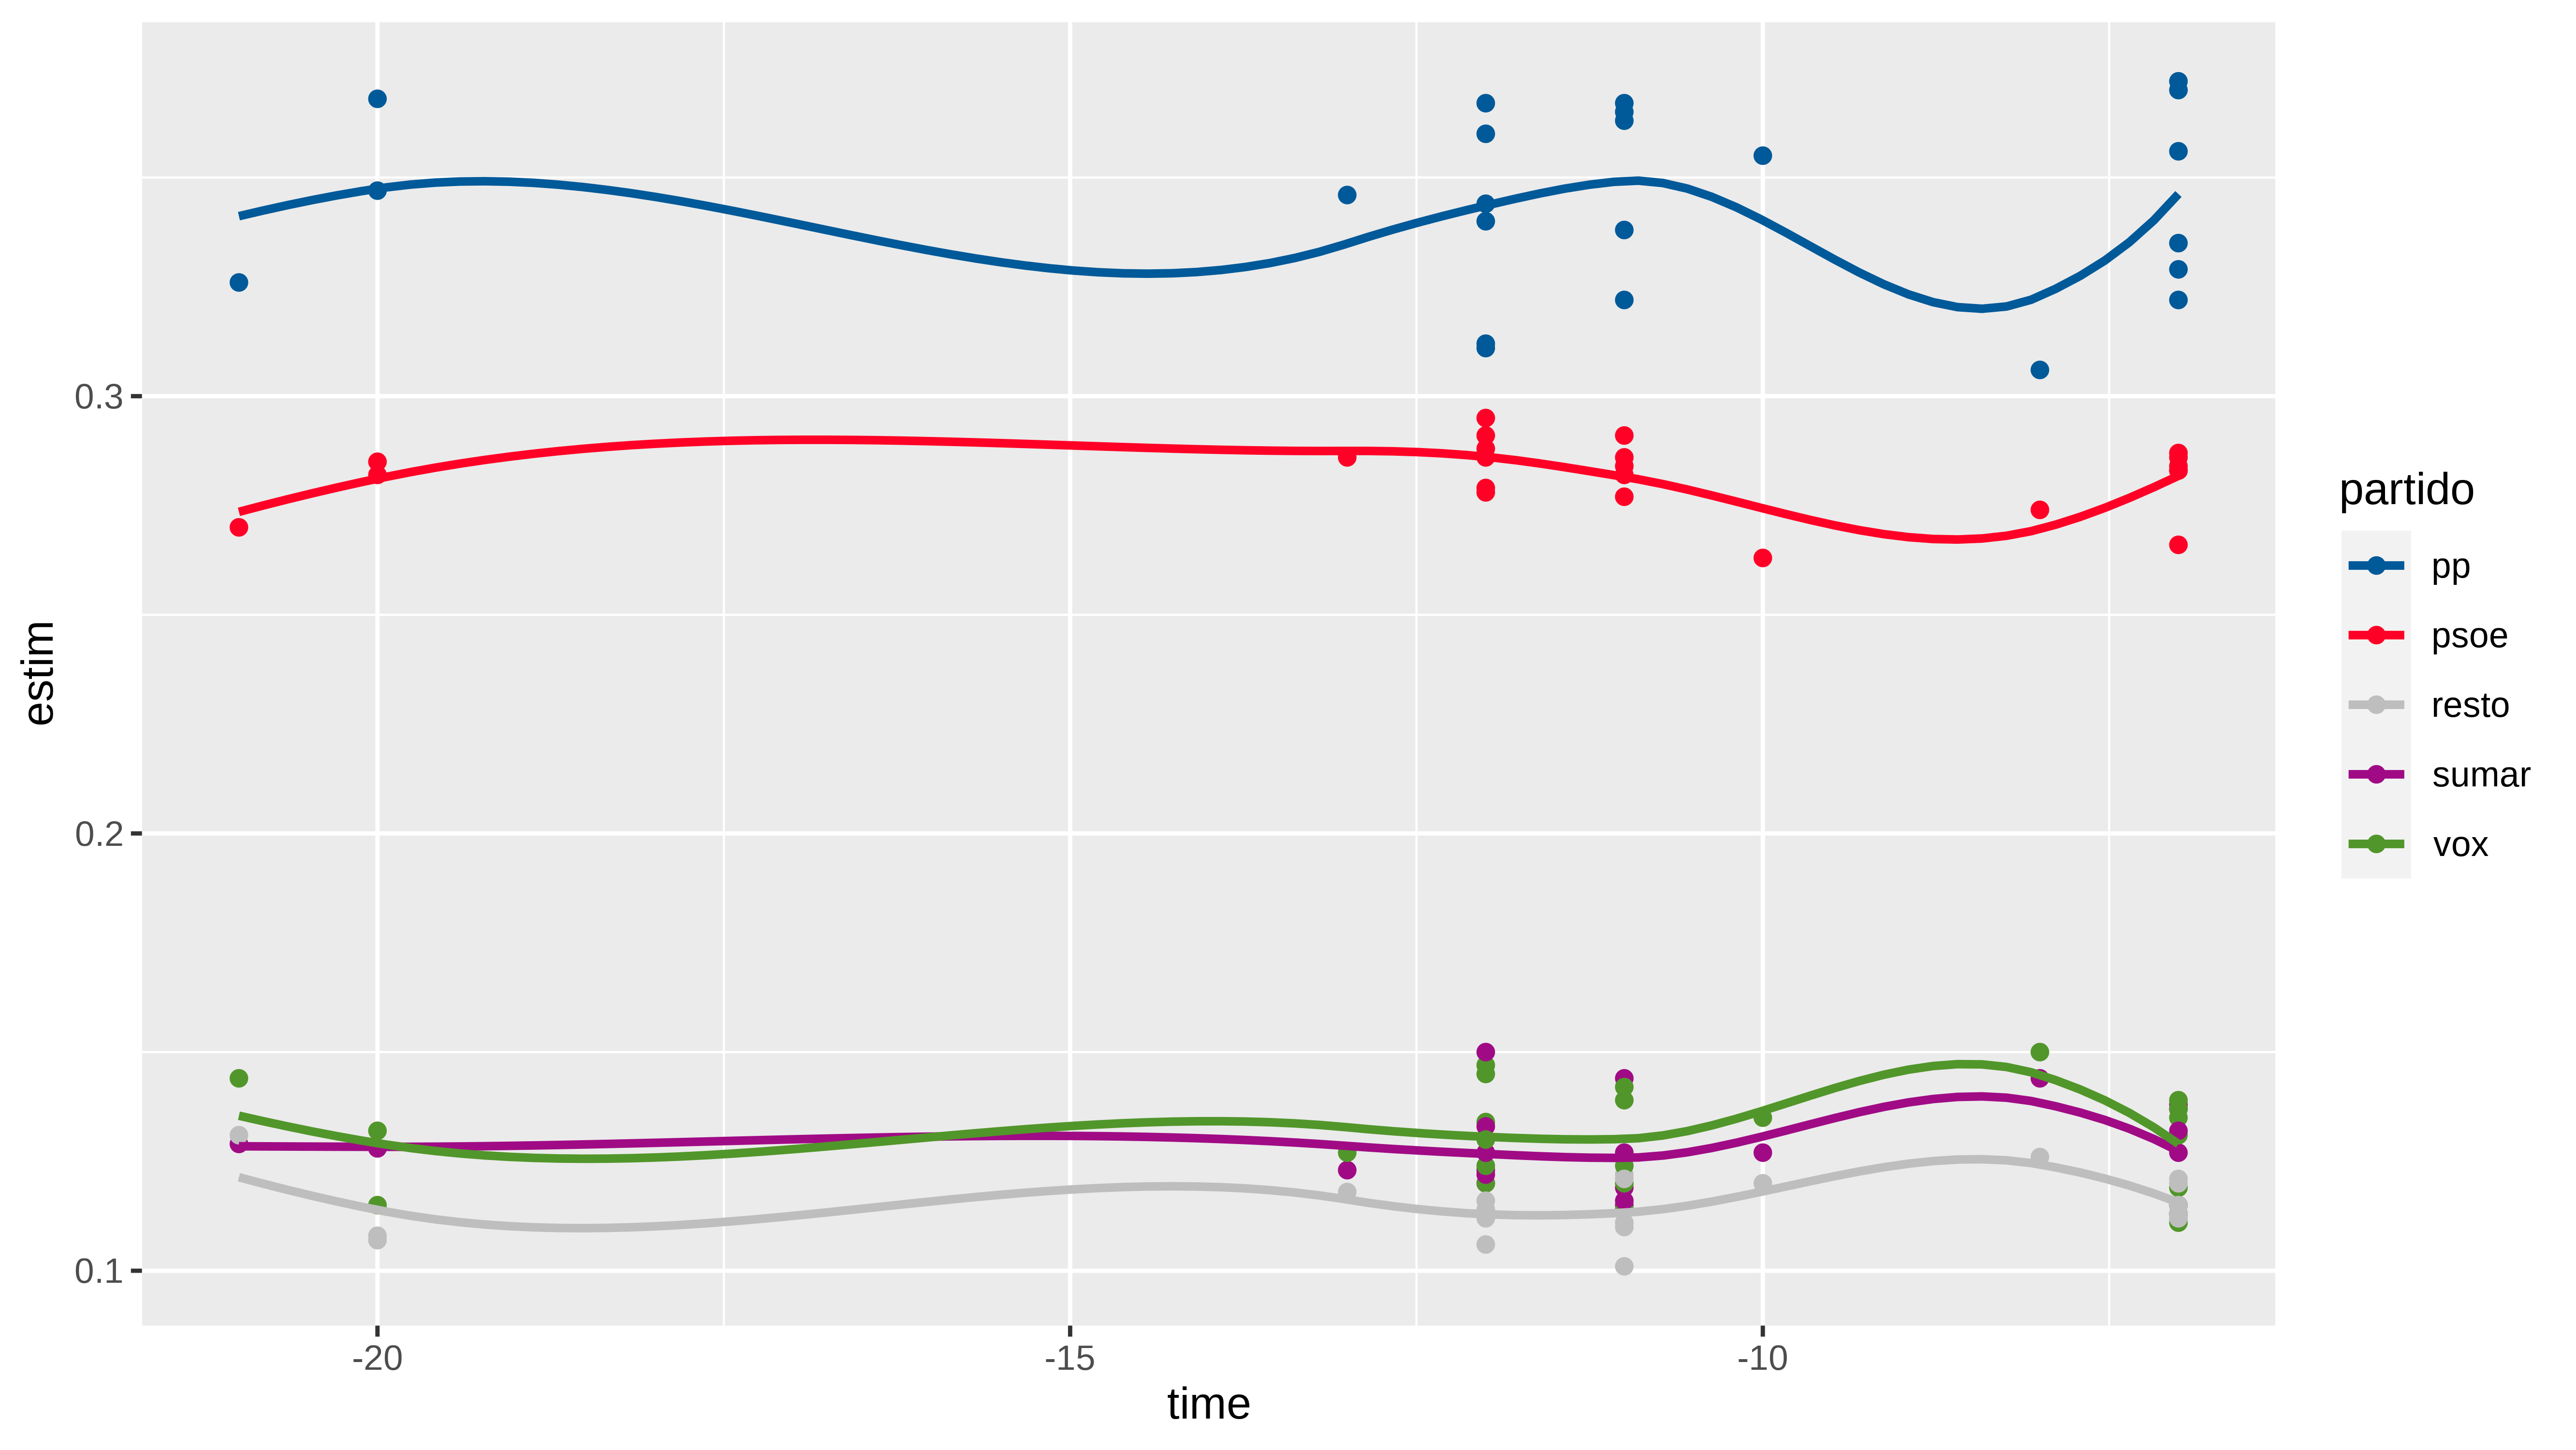 estim
0.3
0.2
0.1
-20
-15
-10
time
partido
pp
psoe
resto
sumar
vox